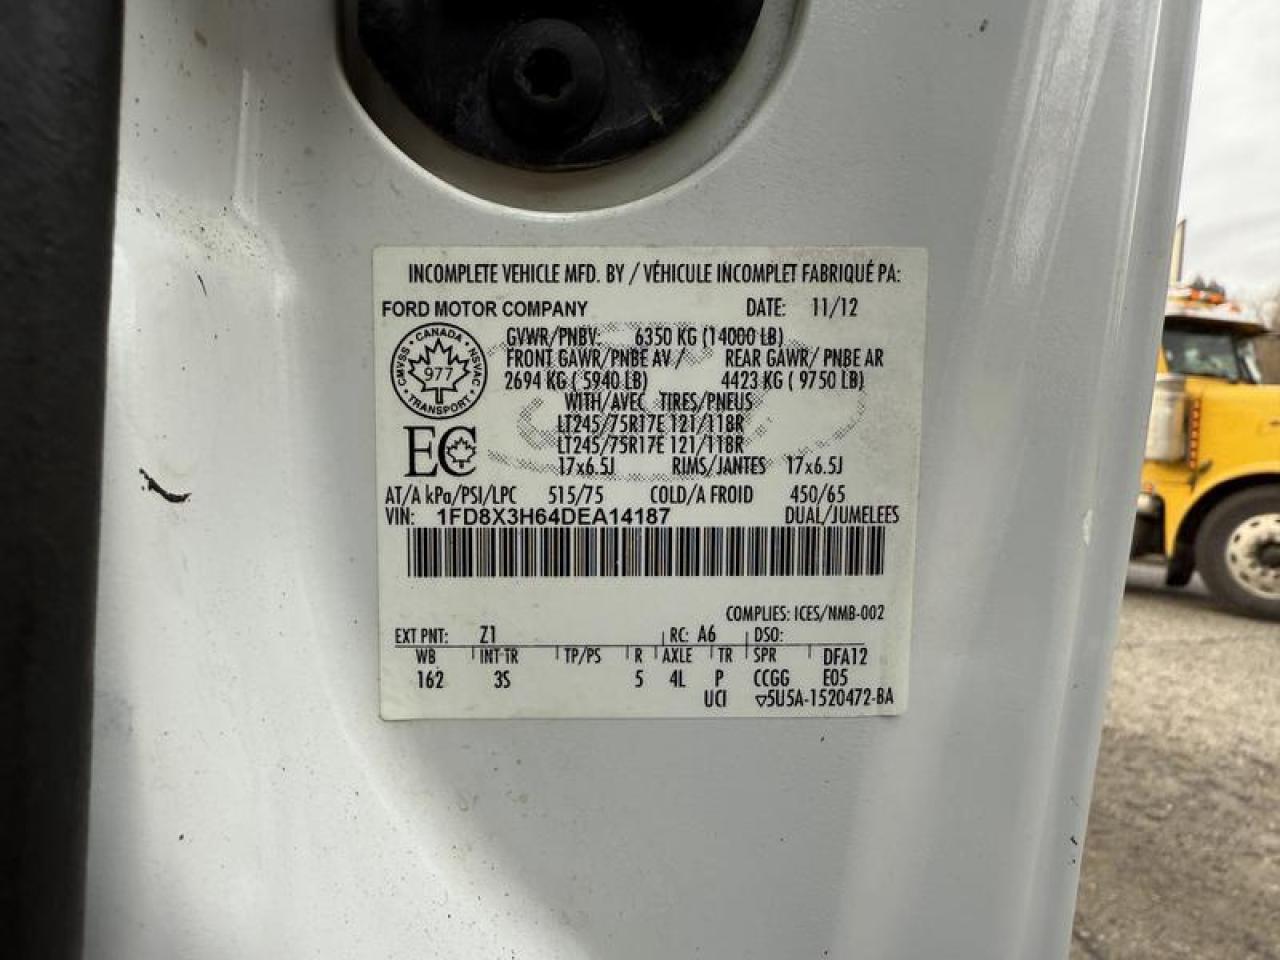 INCOMPLETE VEHICLE MFD. BY / VÉHICULE INCOMPLET FABRIQUÉ PA:
FORD MOTOR COMPANY DATE: 11/12
GVWR/PNBV: 6350 KG (14000 LB)
FRONT GAWR/PNBE AV / REAR GAWR/ PNBE AR
2694 KG ( 5940 LB) 4423 KG ( 9750 LB)
WITH/AVEC TIRES/PNEUS
LT245/75R17E 121/118R
LT245/75R17E 121/118R
17x6.5J RIMS/JANTES 17x6.5J
CANADA
CMVSS 977 NSVAC
TRANSPORT
EC
AT/A kPa/PSI/LPC 515/75 COLD/A FROID 450/65
VIN: 1FD8X3H64DEA14187 DUAL/JUMELEES
COMPLIES: ICES/NMB-002
EXT PNT: Z1 RC: A6 DSO:
WB INT TR TP/PS R AXLE TR SPR DFA12
162 3S 5 4L P CCGG E05
UCI ▽5U5A-1520472-BA